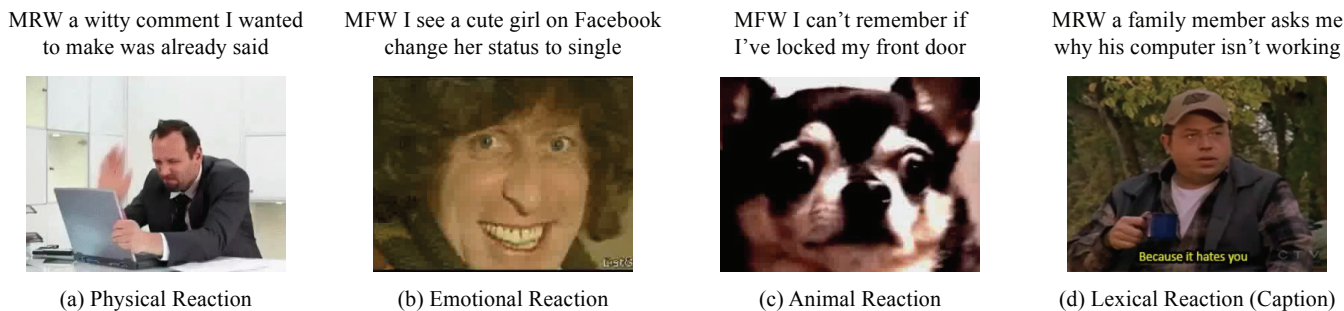 MRW a witty comment I wanted
to make was already said
MFW I see a cute girl on Facebook
change her status to single
MFW I can’t remember if
I’ve locked my front door
MRW a family member asks me
why his computer isn’t working
Because it hates you
CTV
(a) Physical Reaction
(b) Emotional Reaction
(c) Animal Reaction
(d) Lexical Reaction (Caption)